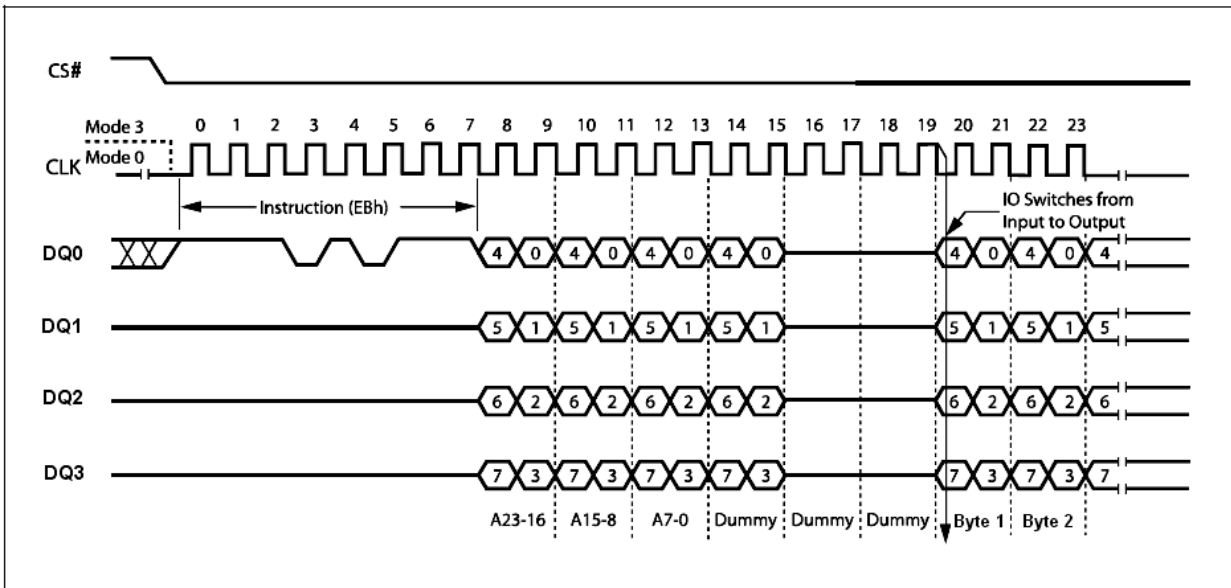 CS#
Mode 3 0 1 2 3 4 5 6 7 8 9 10 11 12 13 14 15 16 17 18 19 20 21 22 23
CLK Mode 0
Instruction (EBh)
IO Switches from
Input to Output
DQ0 4 0 4 0 4 0 4 0 4 0 4 0 4
DQ1 5 1 5 1 5 1 5 1 5 1 5 1 5
DQ2 6 2 6 2 6 2 6 2 6 2 6 2 6
DQ3 7 3 7 3 7 3 7 3 7 3 7 3 7
A23-16 A15-8 A7-0 Dummy Dummy Dummy Byte 1 Byte 2